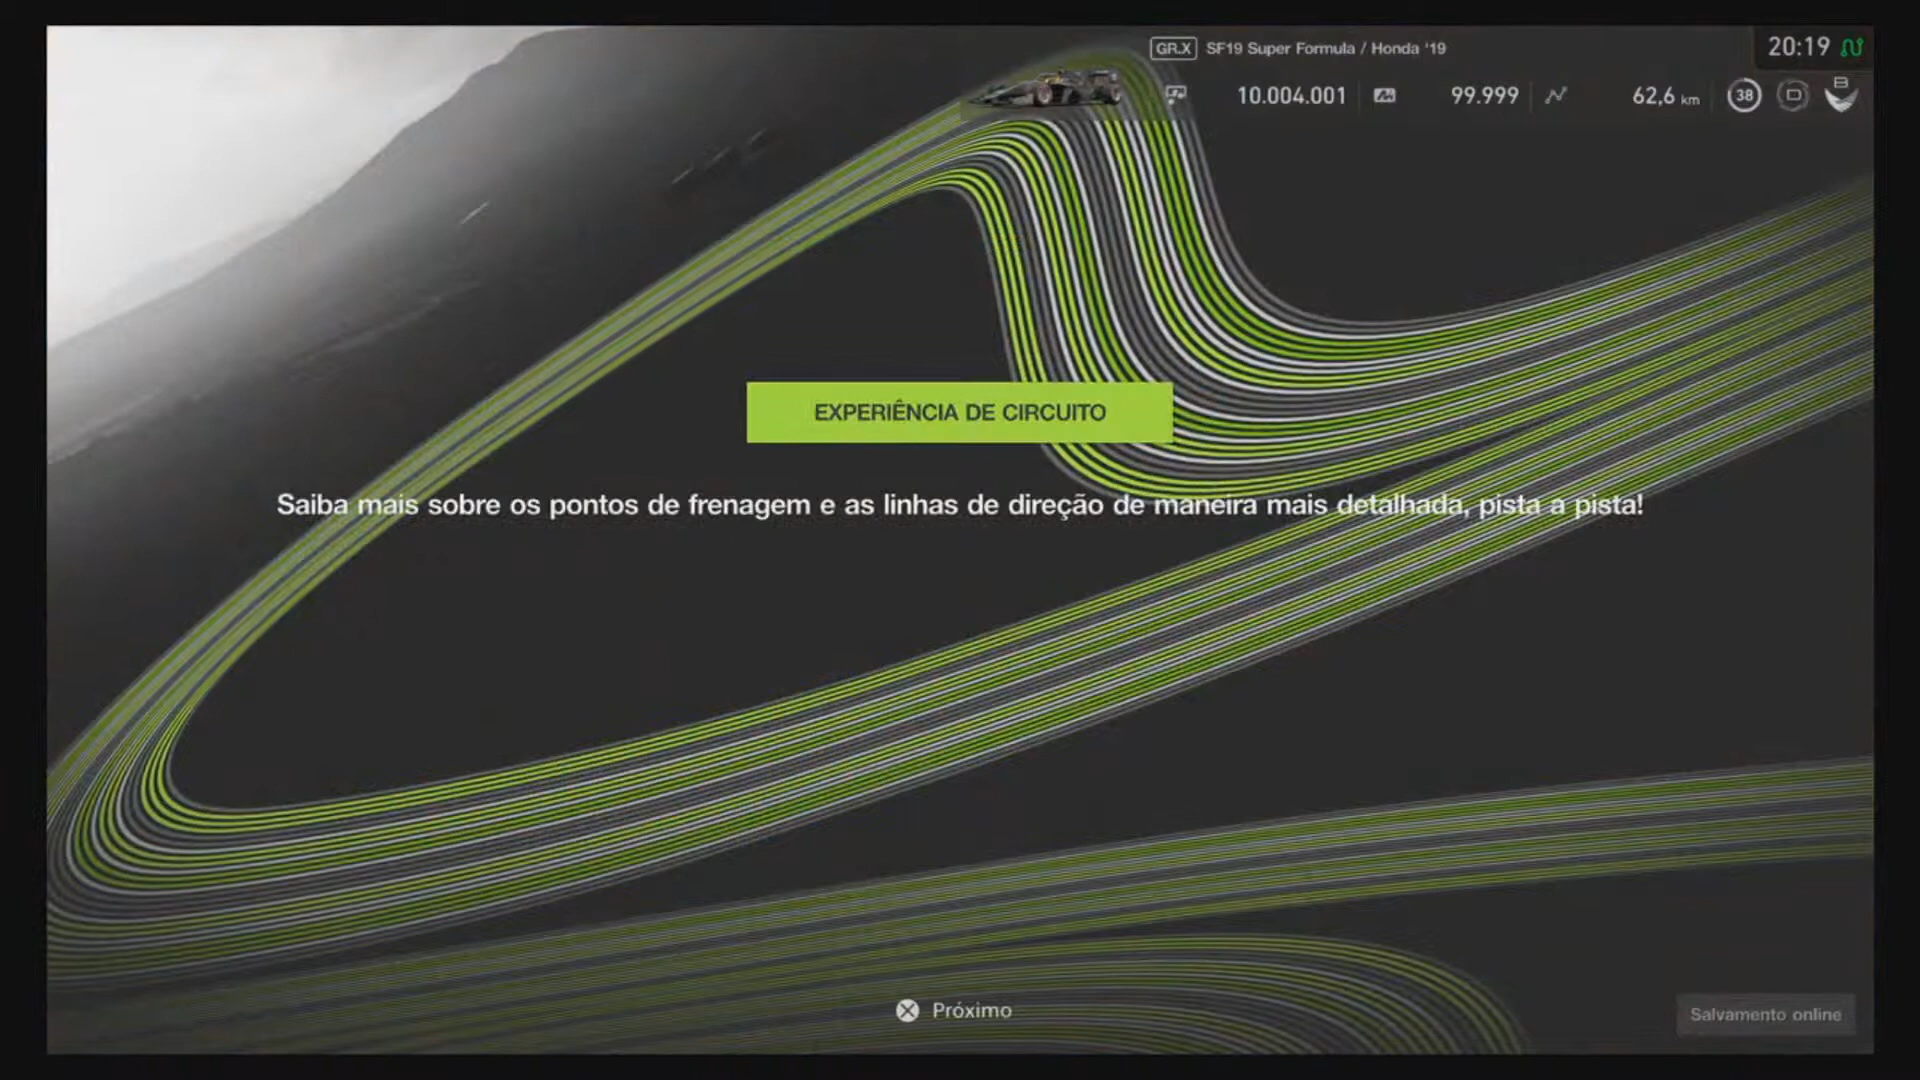 GR.X SF19 Super Formula / Honda '19
20:19
10.004.001 99.999 62,6 km 38 D B
EXPERIÊNCIA DE CIRCUITO
Saiba mais sobre os pontos de frenagem e as linhas de direção de maneira mais detalhada, pista a pista!
Próximo
Salvamento online